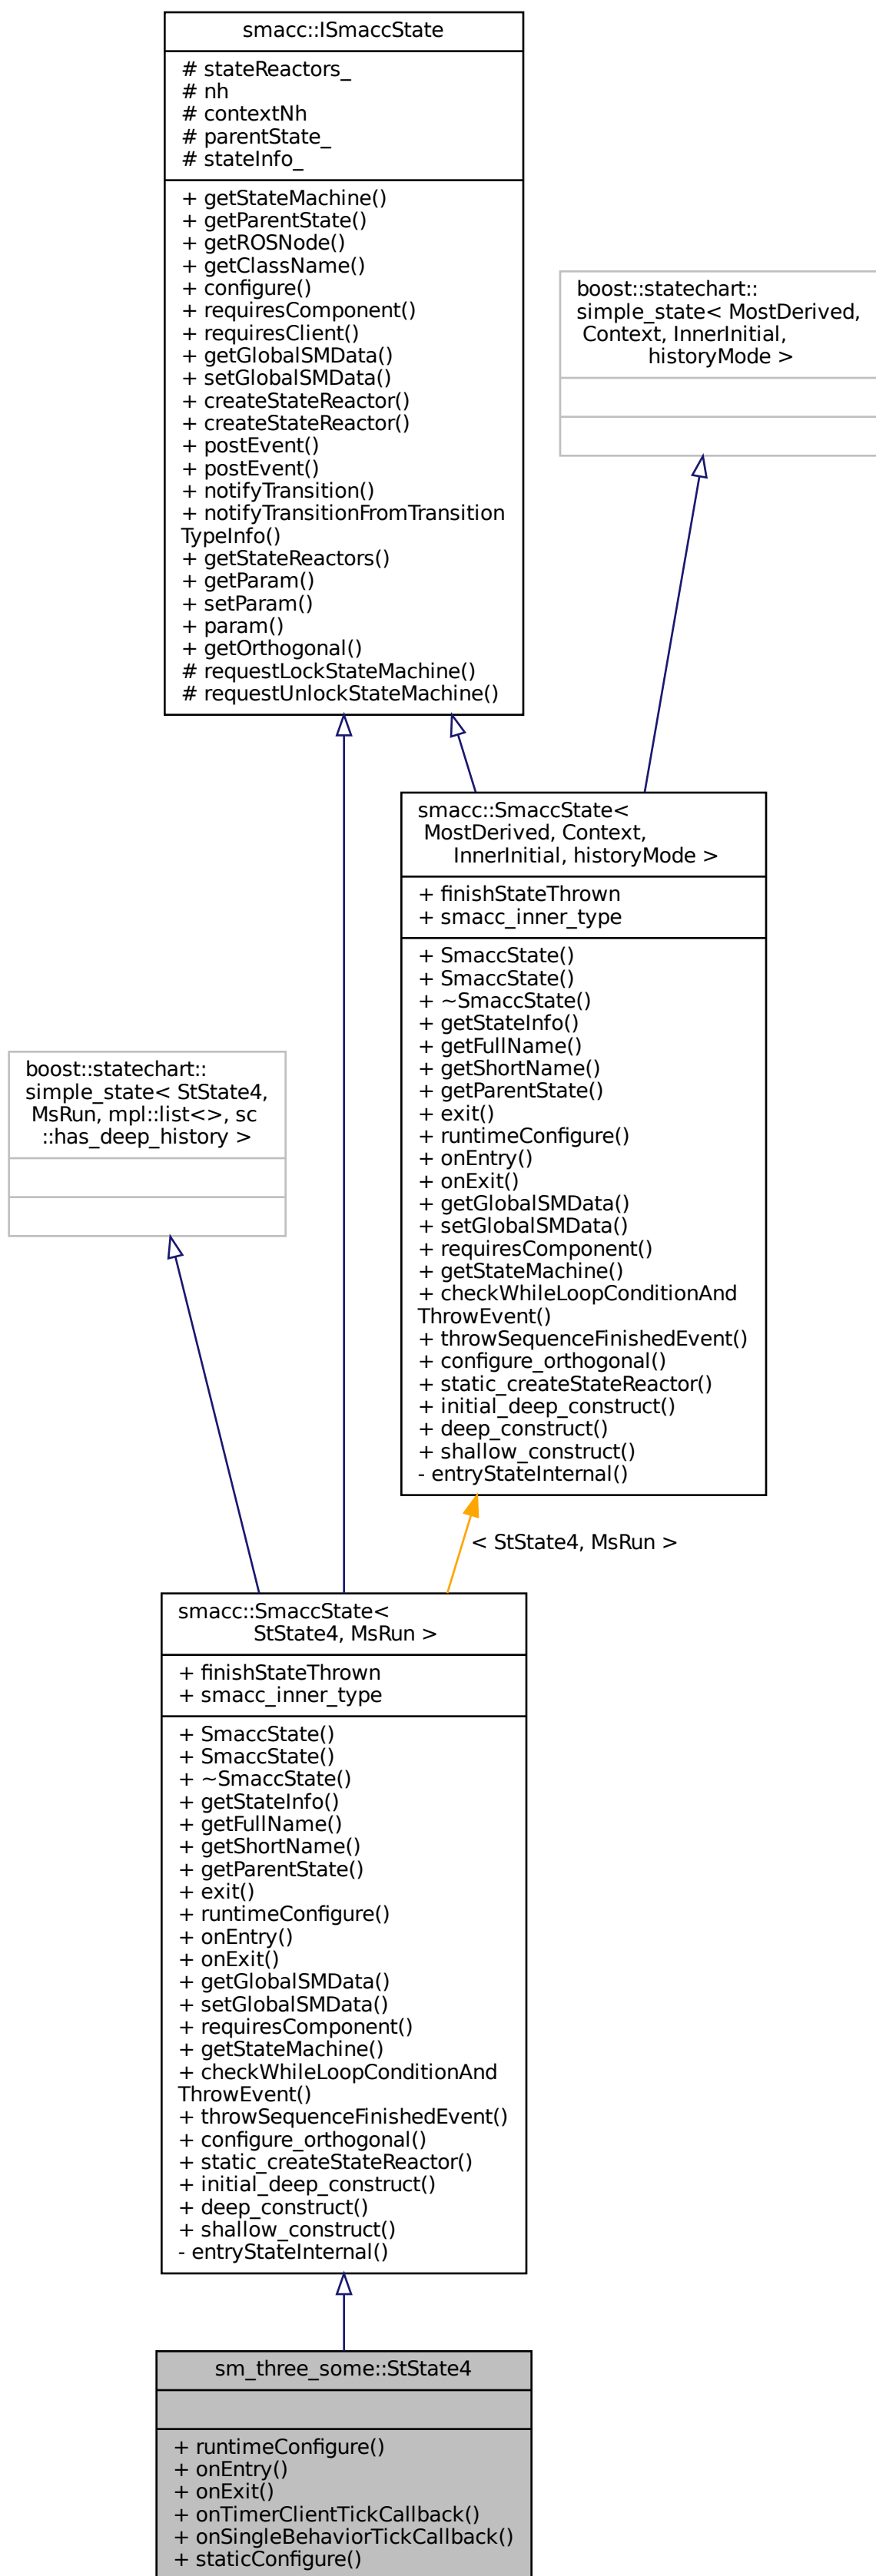 smacc::ISmaccState
# stateReactors_
# nh
# contextNh
# parentState_
# stateInfo_
+ getStateMachine()
+ getParentState()
+ getROSNode()
+ getClassName()
+ configure()
+ requiresComponent()
+ requiresClient()
+ getGlobalSMData()
+ setGlobalSMData()
+ createStateReactor()
+ createStateReactor()
+ postEvent()
+ postEvent()
+ notifyTransition()
+ notifyTransitionFromTransition
TypeInfo()
+ getStateReactors()
+ getParam()
+ setParam()
+ param()
+ getOrthogonal()
# requestLockStateMachine()
# requestUnlockStateMachine()
boost::statechart::
simple_state< MostDerived,
Context, InnerInitial,
historyMode >
smacc::SmaccState<
MostDerived, Context,
InnerInitial, historyMode >
+ finishStateThrown
+ smacc_inner_type
+ SmaccState()
+ SmaccState()
+ ~SmaccState()
+ getStateInfo()
+ getFullName()
+ getShortName()
+ getParentState()
+ exit()
+ runtimeConfigure()
+ onEntry()
+ onExit()
+ getGlobalSMData()
+ setGlobalSMData()
+ requiresComponent()
+ getStateMachine()
+ checkWhileLoopConditionAnd
ThrowEvent()
+ throwSequenceFinishedEvent()
+ configure_orthogonal()
+ static_createStateReactor()
+ initial_deep_construct()
+ deep_construct()
+ shallow_construct()
- entryStateInternal()
boost::statechart::
simple_state< StState4,
MsRun, mpl::list<>, sc
::has_deep_history >
< StState4, MsRun >
smacc::SmaccState<
StState4, MsRun >
+ finishStateThrown
+ smacc_inner_type
+ SmaccState()
+ SmaccState()
+ ~SmaccState()
+ getStateInfo()
+ getFullName()
+ getShortName()
+ getParentState()
+ exit()
+ runtimeConfigure()
+ onEntry()
+ onExit()
+ getGlobalSMData()
+ setGlobalSMData()
+ requiresComponent()
+ getStateMachine()
+ checkWhileLoopConditionAnd
ThrowEvent()
+ throwSequenceFinishedEvent()
+ configure_orthogonal()
+ static_createStateReactor()
+ initial_deep_construct()
+ deep_construct()
+ shallow_construct()
- entryStateInternal()
sm_three_some::StState4
+ runtimeConfigure()
+ onEntry()
+ onExit()
+ onTimerClientTickCallback()
+ onSingleBehaviorTickCallback()
+ staticConfigure()